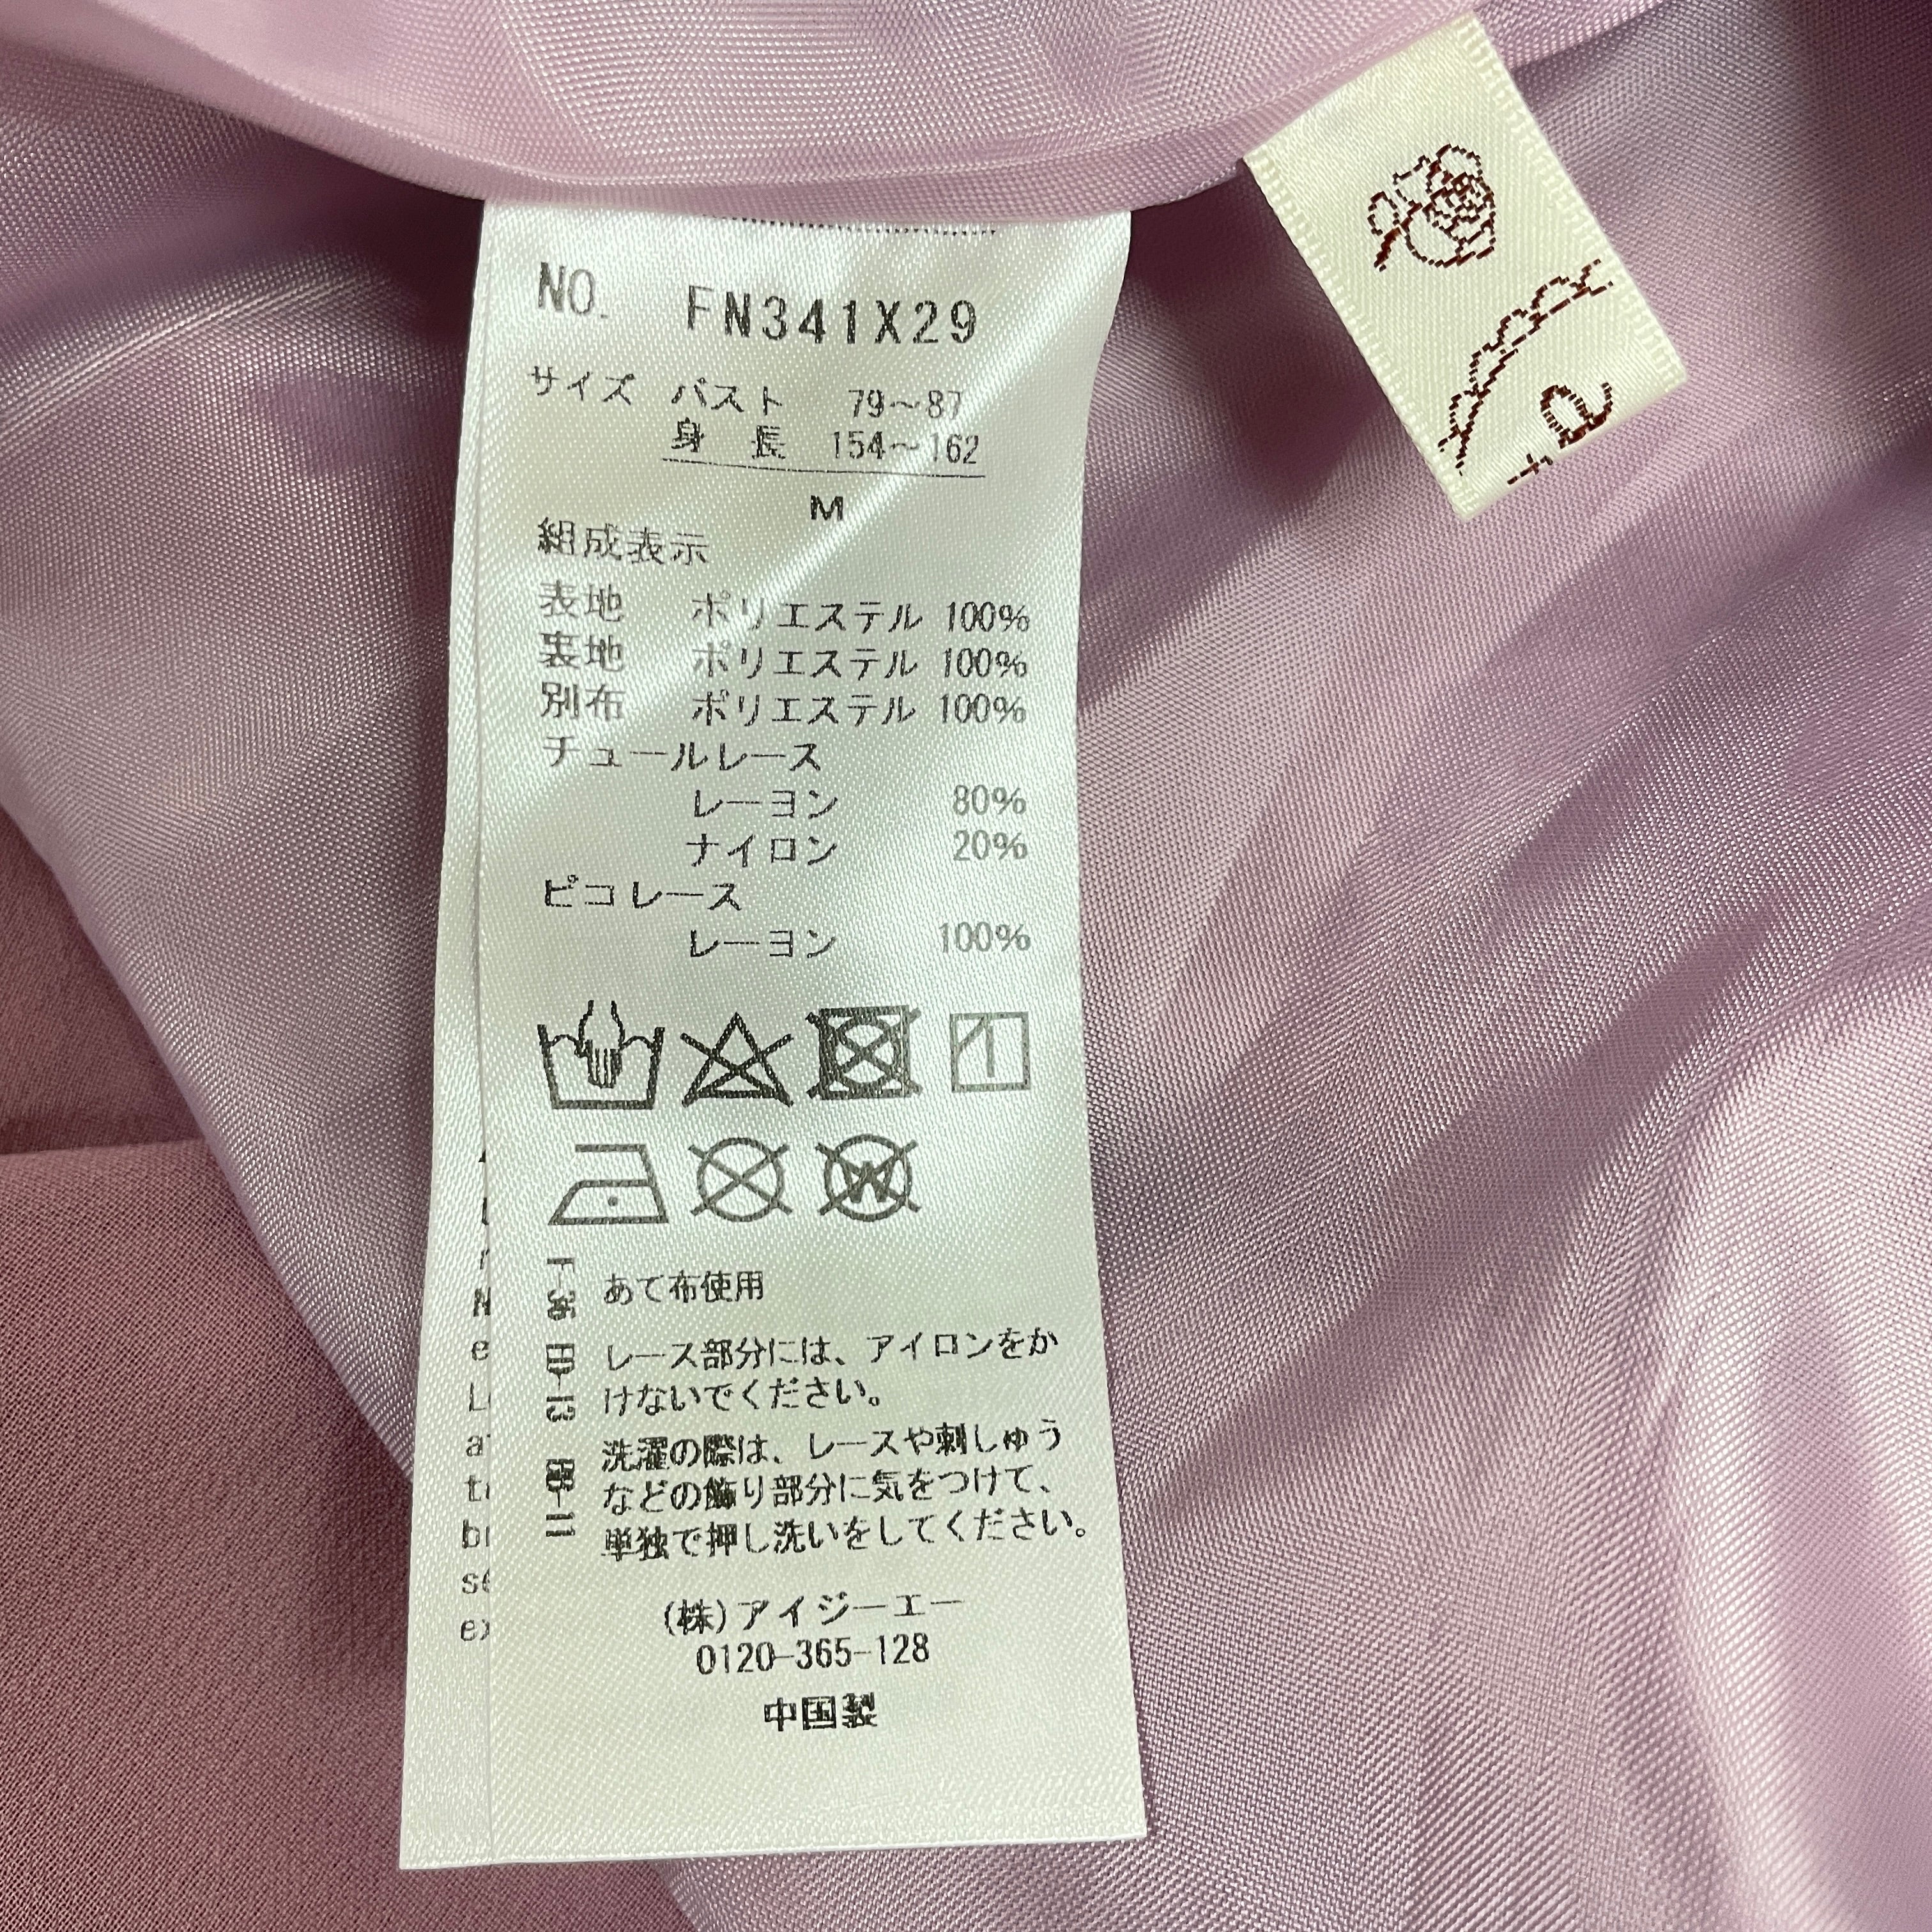 NO. FN341X29
サイズ バスト 79～87
身 長 154～162
M
組成表示
表地 ポリエステル 100%
裏地 ポリエステル 100%
別布 ポリエステル 100%
チュールレース
レーヨン 80%
ナイロン 20%
ピコレース
レーヨン 100%
W
あて布使用
レース部分には、アイロンをか
けないでください。
洗濯の際は、レースや刺しゅう
などの飾り部分に気をつけて、
単独で押し洗いをしてください。
(株)アイジーエー
0120-365-128
中国製